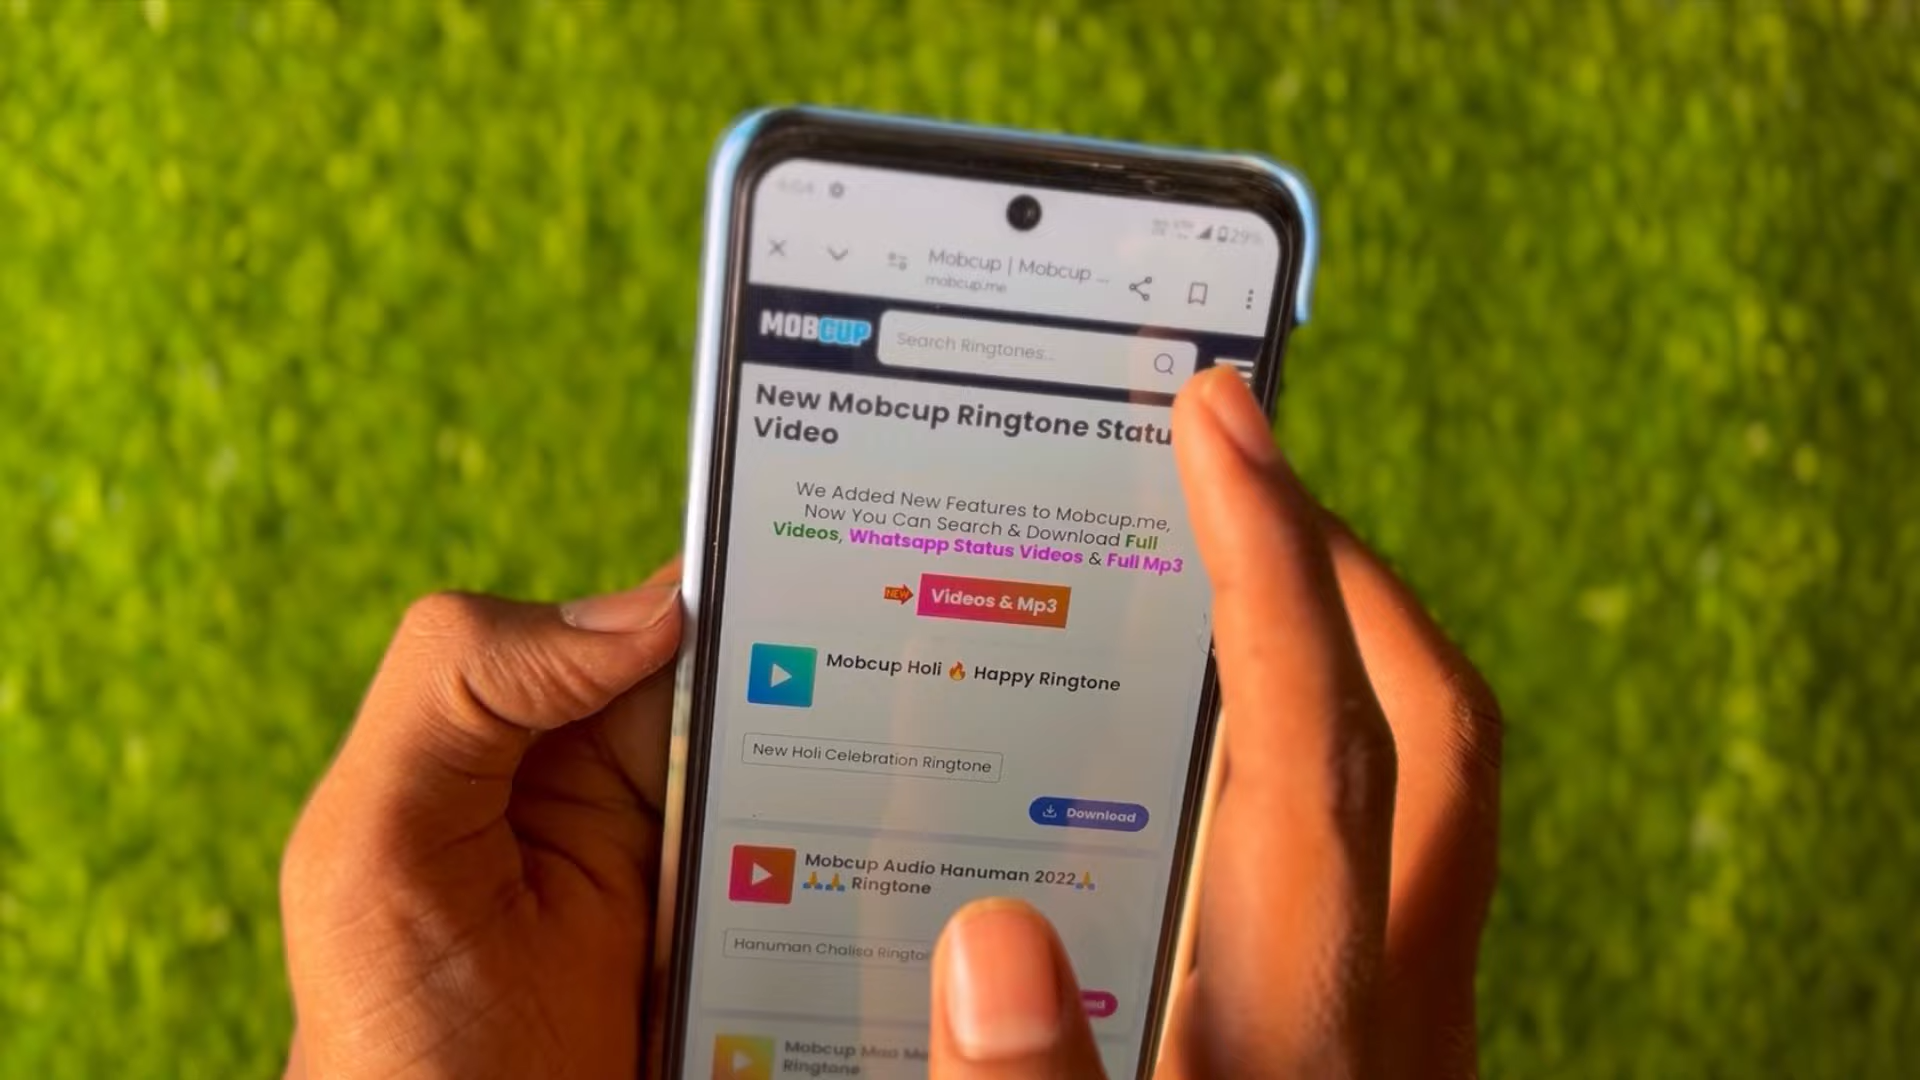 29%
Mobcup | Mobcup ...
mobcup.me
MOBCUP
Search Ringtones...
New Mobcup Ringtone Statu
Video
We Added New Features to Mobcup.me,
Now You Can Search & Download Full
Videos, Whatsapp Status Videos & Full Mp3
NEW
Videos & Mp3
Mobcup Holi 🔥 Happy Ringtone
New Holi Celebration Ringtone
Download
Mobcup Audio Hanuman 2022🙏
🙏🙏 Ringtone
Hanuman Chalisa Ringto
Mobcup
Ringtone